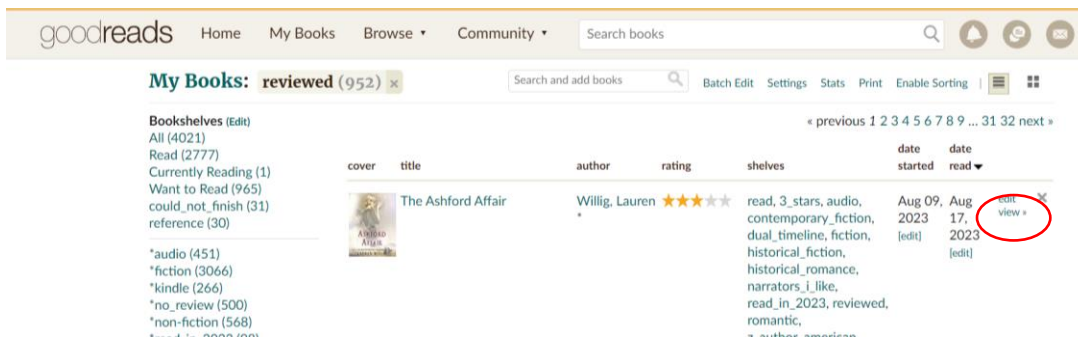 goodreads Home My Books Browse ▾ Community ▾ Search books
My Books: reviewed (952) × Search and add books Batch Edit Settings Stats Print Enable Sorting |
Bookshelves (Edit) « previous 1 2 3 4 5 6 7 8 9 ... 31 32 next »
All (4021)
Read (2777)
Currently Reading (1)
Want to Read (965)
could_not_finish (31)
reference (30)
*audio (451)
*fiction (3066)
*kindle (266)
*no_review (500)
*non-fiction (568)
cover title author rating shelves date started date read ▾
ASHFORD AFFAIR
The Ashford Affair
Willig, Lauren
*
read, 3_stars, audio,
contemporary_fiction,
dual_timeline, fiction,
historical_fiction,
historical_romance,
narrators_i_like,
read_in_2023, reviewed,
romantic,
z_author_american
Aug 09,
2023
[edit]
Aug
17,
2023
[edit]
edit ×
view »